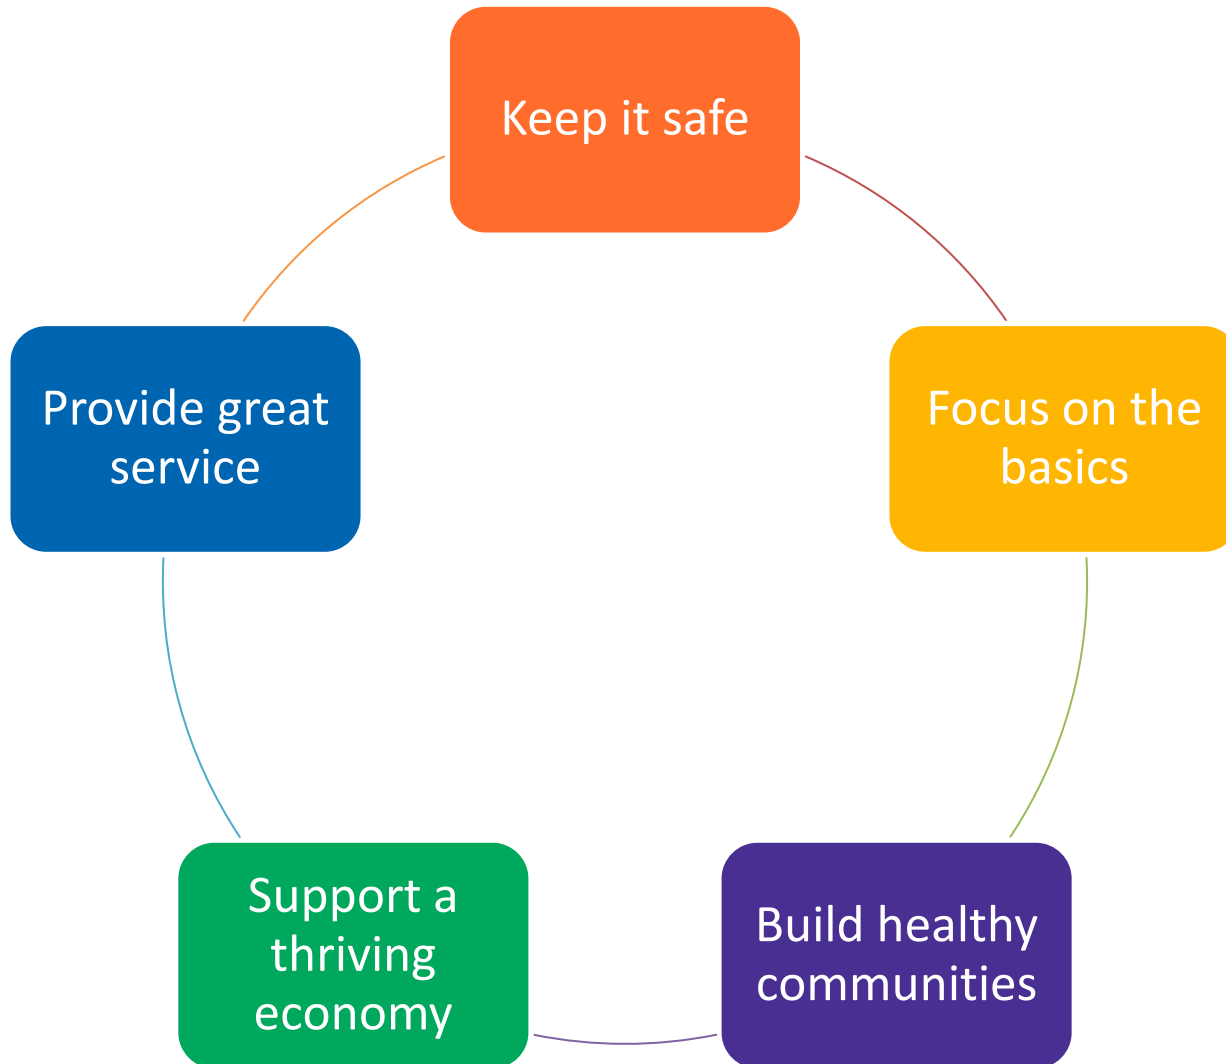 Keep it safe
Focus on the
basics
Build healthy
communities
Support a
thriving
economy
Provide great
service